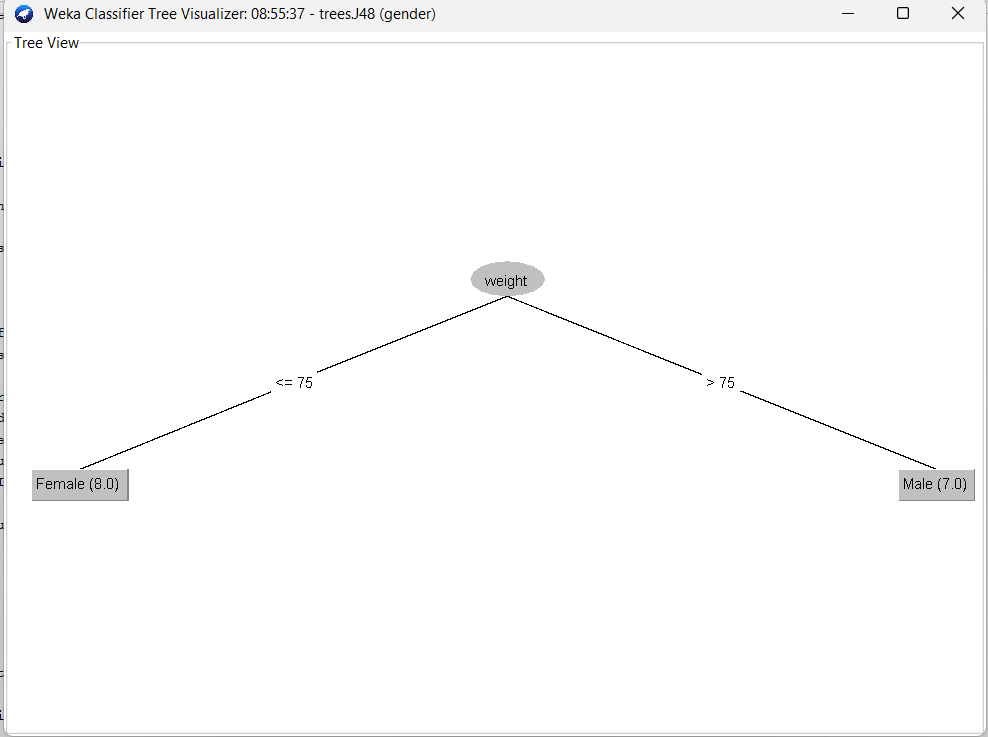 Weka Classifier Tree Visualizer: 08:55:37 - trees.J48 (gender)
Tree View
weight
<= 75
> 75
Female (8.0)
Male (7.0)